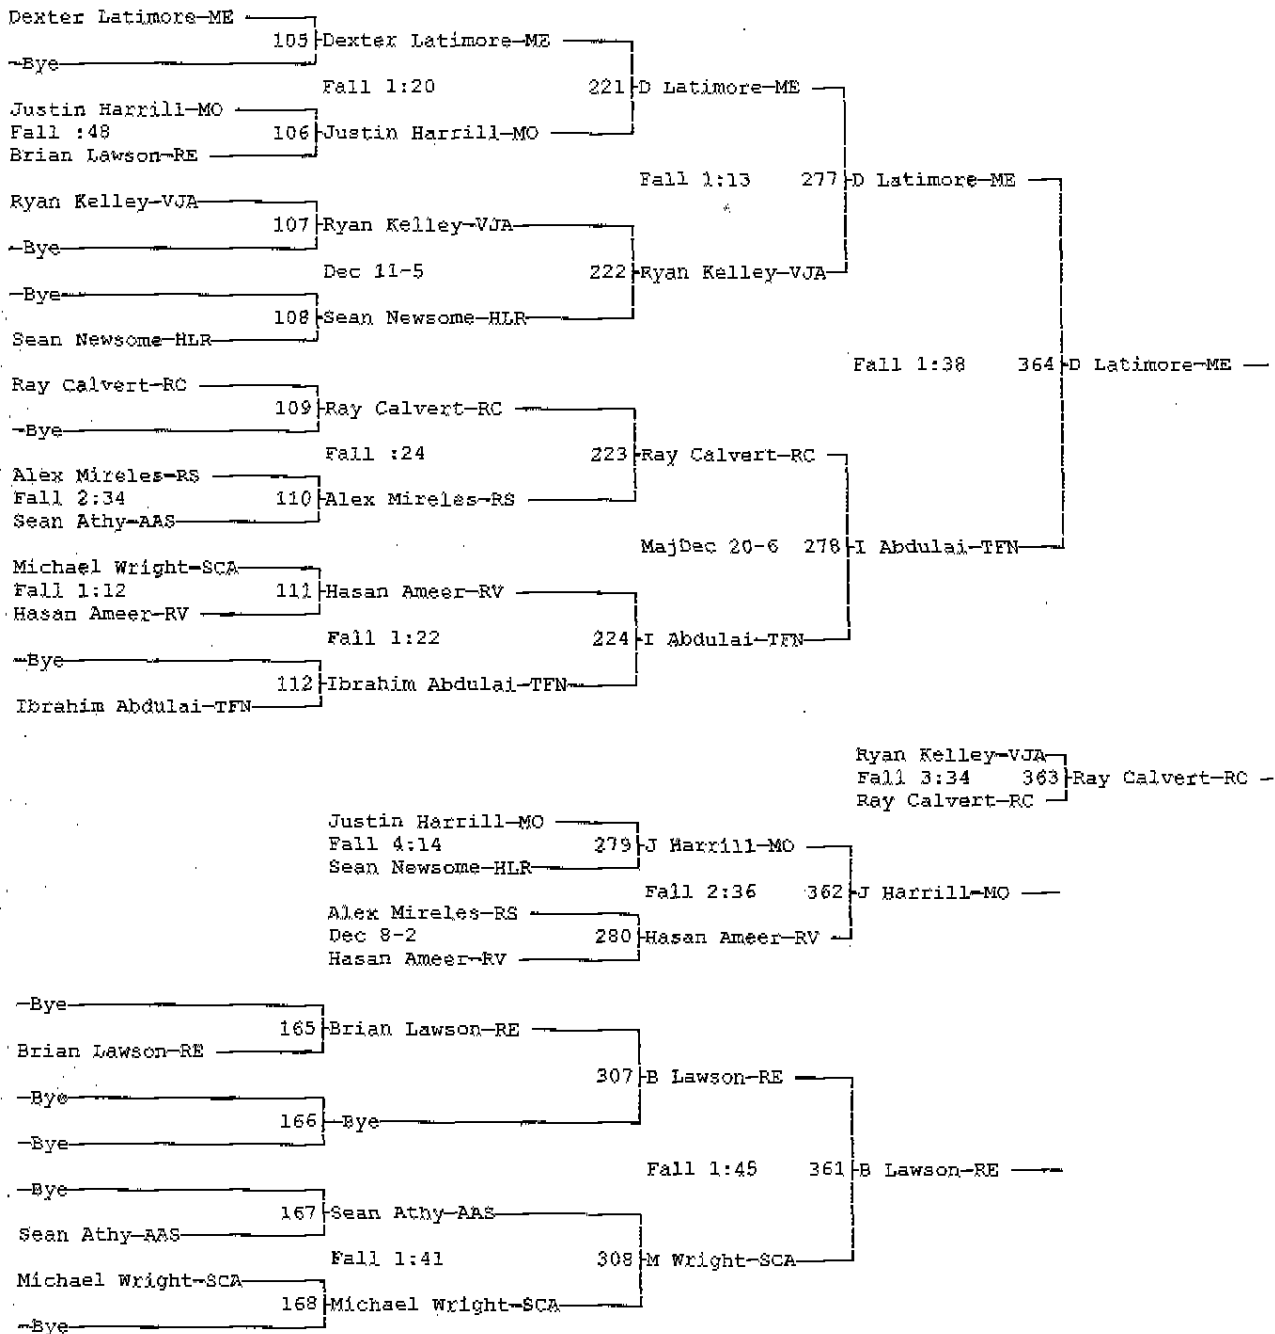 Dexter Latimore-ME
105 Dexter Latimore-ME
-Bye
Fall 1:20 221 D Latimore-ME
Justin Harrill-MO
Fall :48 106 Justin Harrill-MO
Brian Lawson-RE
Fall 1:13 277 D Latimore-ME
Ryan Kelley-VJA
107 Ryan Kelley-VJA
-Bye
Dec 11-5 222 Ryan Kelley-VJA
-Bye
108 Sean Newsome-HLR
Sean Newsome-HLR
Fall 1:38 364 D Latimore-ME
Ray Calvert-RC
109 Ray Calvert-RC
-Bye
Fall :24 223 Ray Calvert-RC
Alex Mireles-RS
Fall 2:34 110 Alex Mireles-RS
Sean Athy-AAS
MajDec 20-6 278 I Abdulai-TFN
Michael Wright-SCA
Fall 1:12 111 Hasan Ameer-RV
Hasan Ameer-RV
Fall 1:22 224 I Abdulai-TFN
-Bye
112 Ibrahim Abdulai-TFN
Ibrahim Abdulai-TFN
Ryan Kelley-VJA
Fall 3:34 363 Ray Calvert-RC
Ray Calvert-RC
Justin Harrill-MO
Fall 4:14 279 J Harrill-MO
Sean Newsome-HLR
Fall 2:36 362 J Harrill-MO
Alex Mireles-RS
Dec 8-2 280 Hasan Ameer-RV
Hasan Ameer-RV
-Bye
165 Brian Lawson-RE
Brian Lawson-RE
307 B Lawson-RE
-Bye
166 -Bye
-Bye
Fall 1:45 361 B Lawson-RE
-Bye
167 Sean Athy-AAS
Sean Athy-AAS
Fall 1:41 308 M Wright-SCA
Michael Wright-SCA
168 Michael Wright-SCA
-Bye